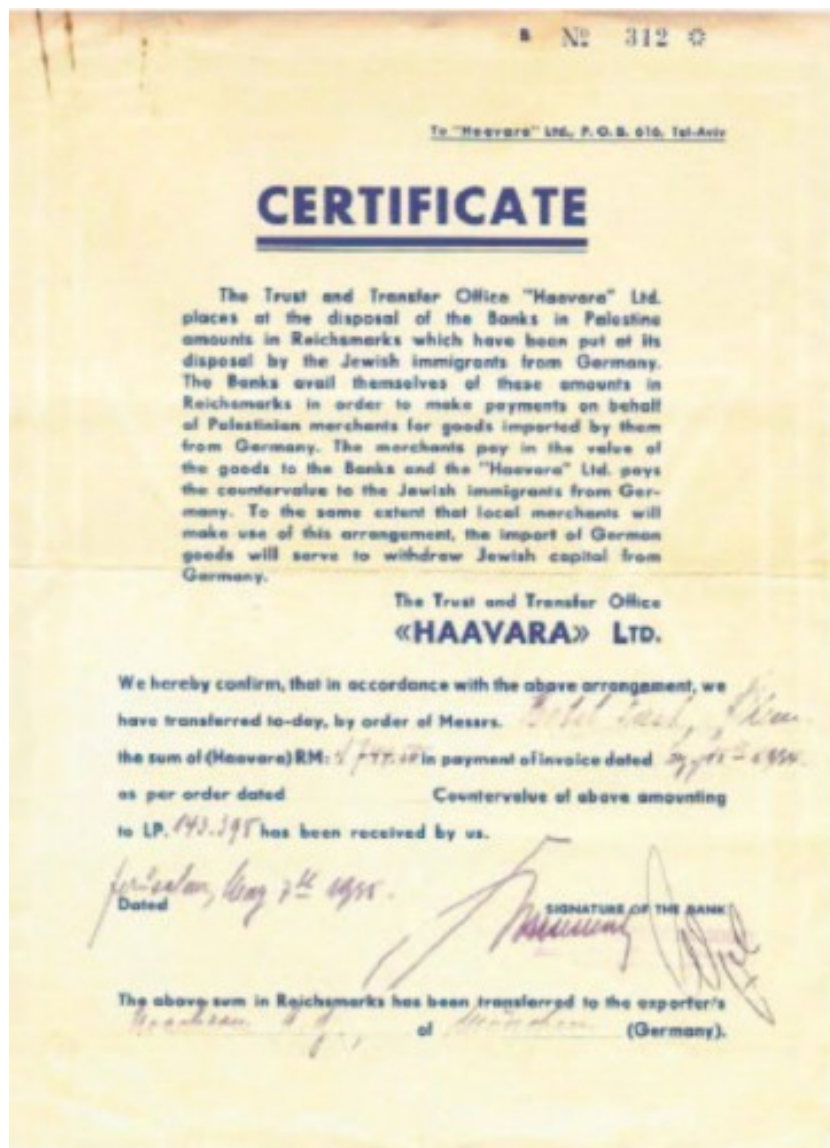 B № 312
To "Haavara" Ltd., P. O. B. 616, Tel-Aviv
CERTIFICATE
The Trust and Transfer Office "Haavara" Ltd.
places at the disposal of the Banks in Palestine
amounts in Reichsmarks which have been put at its
disposal by the Jewish immigrants from Germany.
The Banks avail themselves of these amounts in
Reichsmarks in order to make payments on behalf
of Palestinian merchants for goods imported by them
from Germany. The merchants pay in the value of
the goods to the Banks and the "Haavara" Ltd. pays
the countervalue to the Jewish immigrants from Ger-
many. To the same extent that local merchants will
make use of this arrangement, the import of German
goods will serve to withdraw Jewish capital from
Germany.
The Trust and Transfer Office
«HAAVARA» LTD.
We hereby confirm, that in accordance with the above arrangement, we
have transferred to-day, by order of Messrs.
the sum of (Haavara) RM: in payment of invoice dated
as per order dated Countervalue of above amounting
to LP. 143.395 has been received by us.
Jerusalem, May
Dated
SIGNATURE OF THE BANK
The above sum in Reichsmarks has been transferred to the exporter's
of München (Germany).